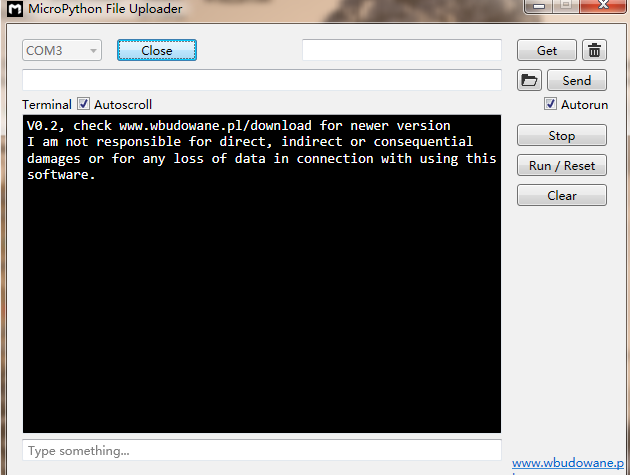 MicroPython File Uploader
COM3
Close
Get
Send
Terminal
Autoscroll
Autorun
V0.2, check www.wbudowane.pl/download for newer version
I am not responsible for direct, indirect or consequential
damages or for any loss of data in connection with using this
software.
Stop
Run / Reset
Clear
Type something...
www.wbudowane.p